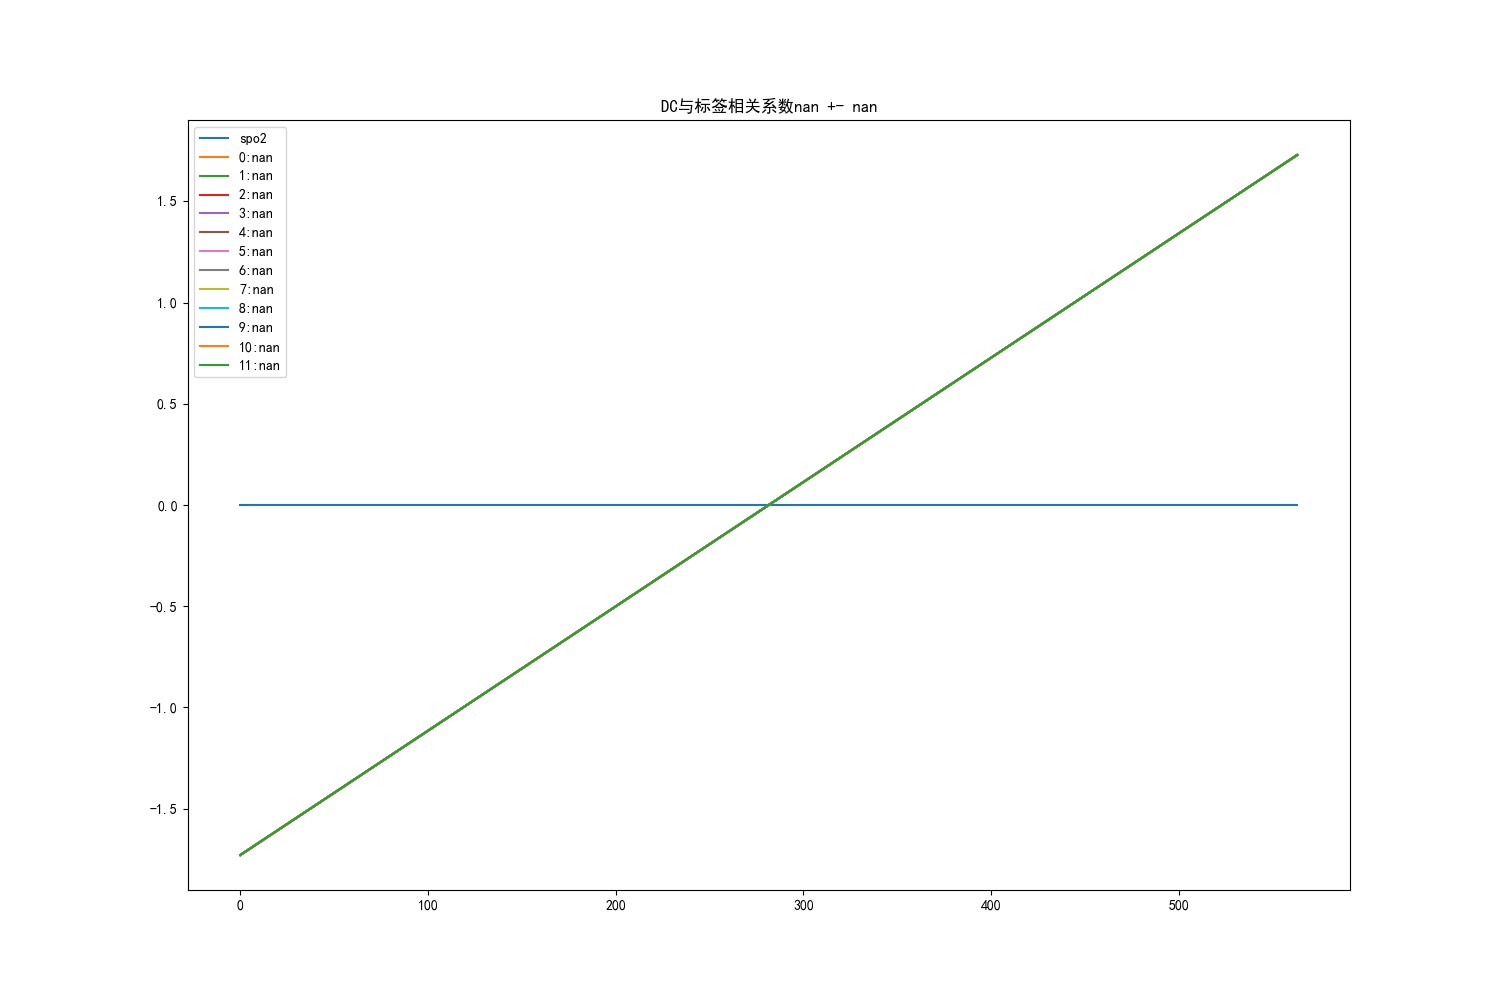 DC与标签相关系数nan +- nan
spo2
0:nan
1:nan
2:nan
3:nan
4:nan
5:nan
6:nan
7:nan
8:nan
9:nan
10:nan
11:nan
1.5
1.0
0.5
0.0
−0.5
−1.0
−1.5
0
100
200
300
400
500